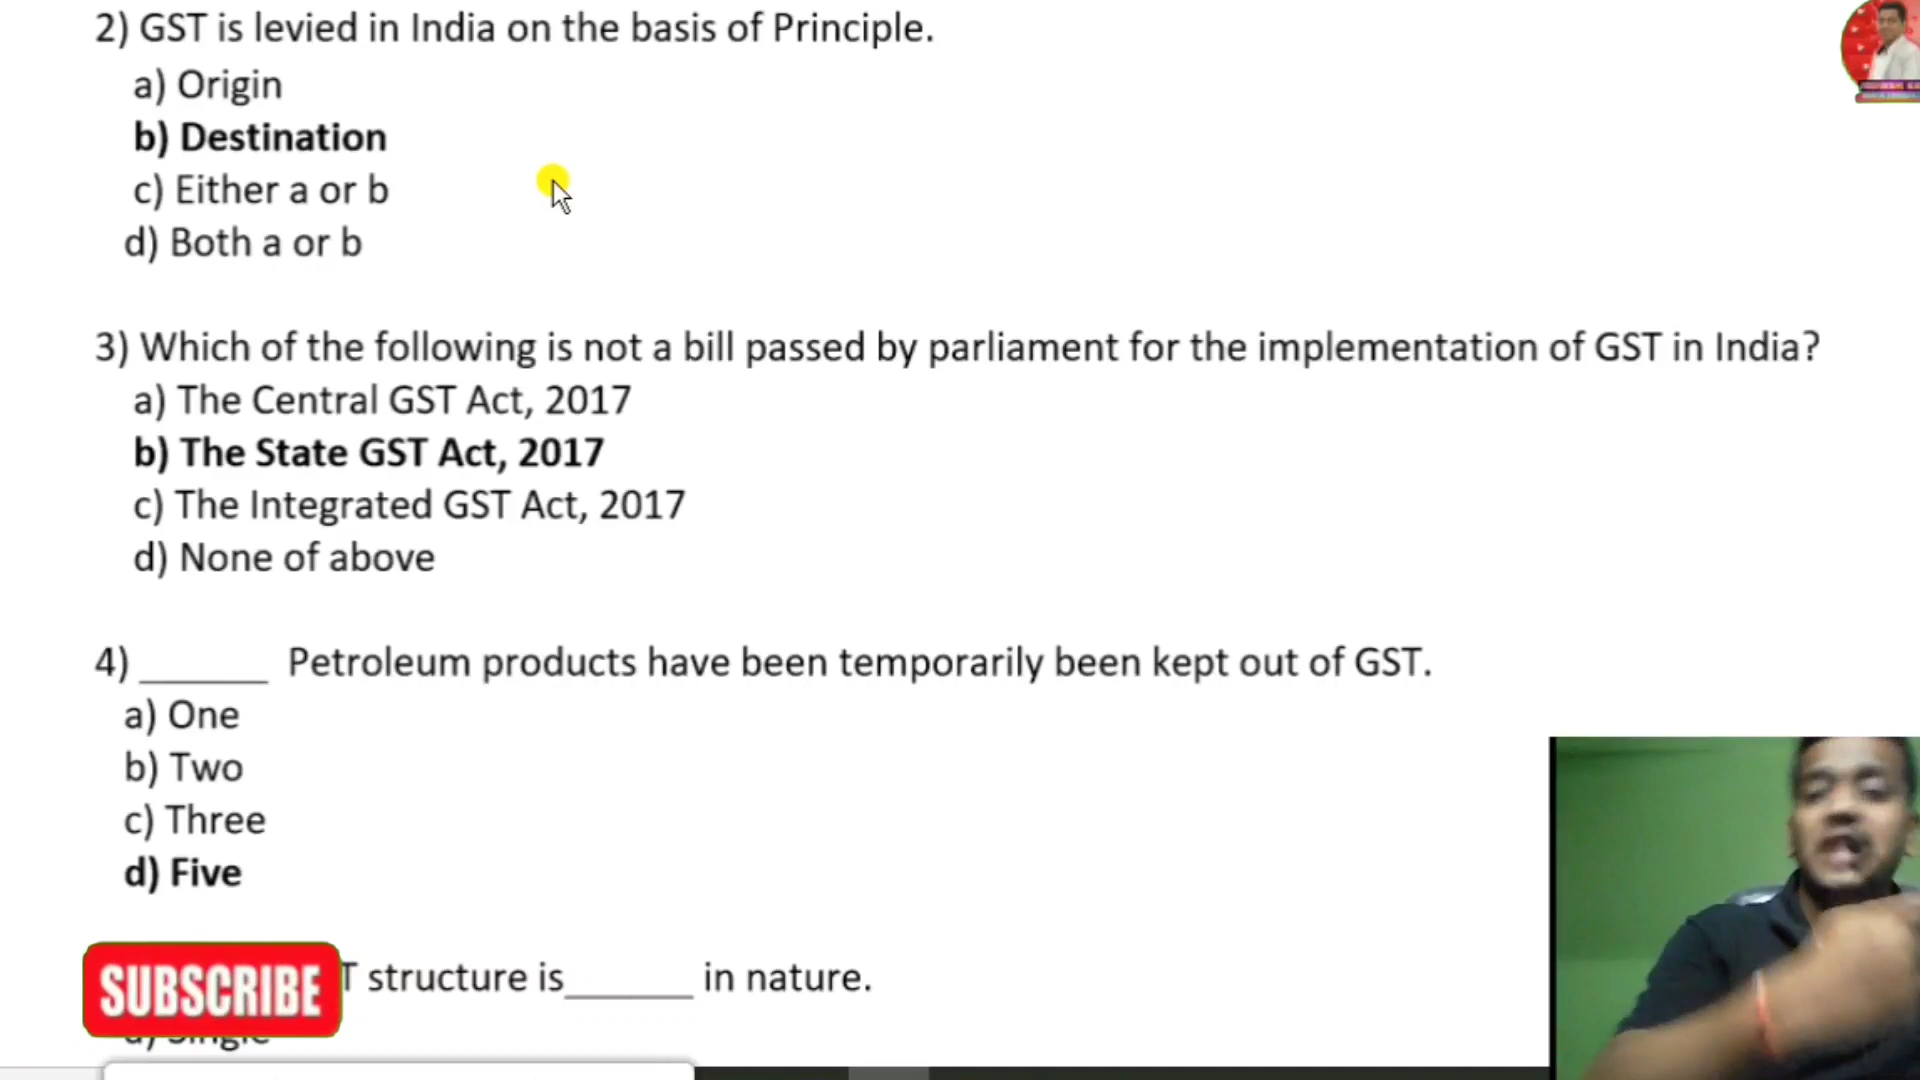 2) GST is levied in India on the basis of Principle.
a) Origin
b) Destination
c) Either a or b
d) Both a or b
3) Which of the following is not a bill passed by parliament for the implementation of GST in India?
a) The Central GST Act, 2017
b) The State GST Act, 2017
c) The Integrated GST Act, 2017
d) None of above
4) ______ Petroleum products have been temporarily been kept out of GST.
a) One
b) Two
c) Three
d) Five
SUBSCRIBE T structure is______ in nature.
a) Single